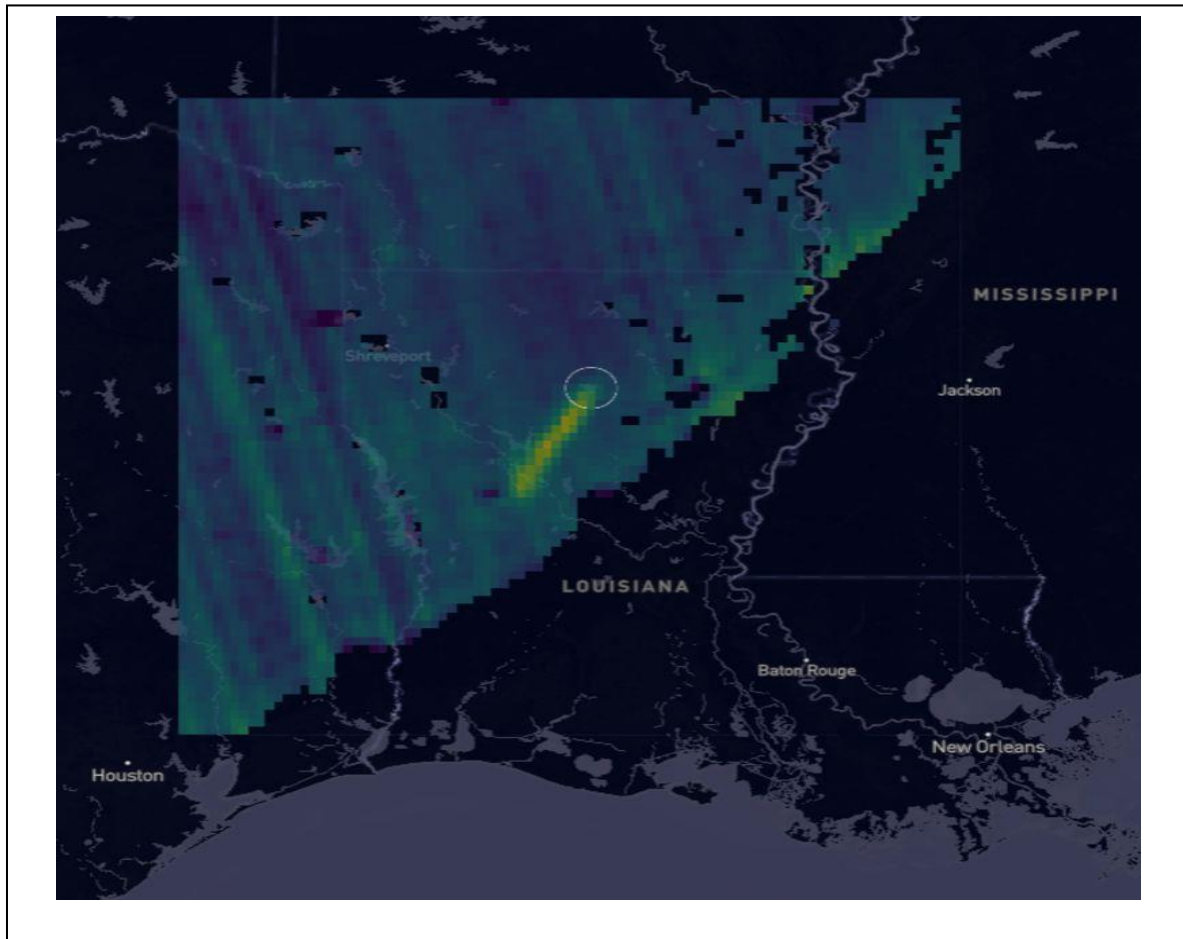 MISSISSIPPI
Shreveport
Jackson
LOUISIANA
Baton Rouge
New Orleans
Houston